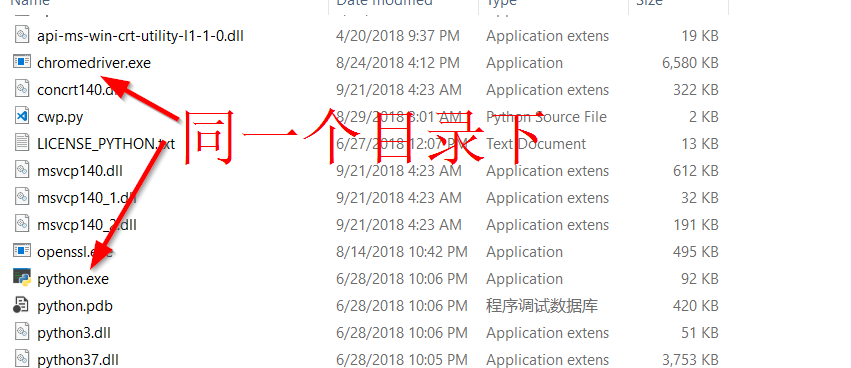 Name Date modified Type Size
api-ms-win-crt-utility-l1-1-0.dll 4/20/2018 9:37 PM Application extens 19 KB
chromedriver.exe 8/24/2018 4:12 PM Application 6,580 KB
concrt140.dll 9/21/2018 4:23 AM Application extens 322 KB
cwp.py 8/29/2018 3:01 AM Python Source File 2 KB
同一个目录下
LICENSE_PYTHON.txt 6/27/2018 12:07 PM Text Document 13 KB
msvcp140.dll 9/21/2018 4:23 AM Application extens 612 KB
msvcp140_1.dll 9/21/2018 4:23 AM Application extens 32 KB
msvcp140_2.dll 9/21/2018 4:23 AM Application extens 191 KB
openssl.exe 8/14/2018 10:42 PM Application 495 KB
python.exe 6/28/2018 10:06 PM Application 92 KB
python.pdb 6/28/2018 10:06 PM 程序调试数据库 420 KB
python3.dll 6/28/2018 10:06 PM Application extens 51 KB
python37.dll 6/28/2018 10:05 PM Application extens 3,753 KB